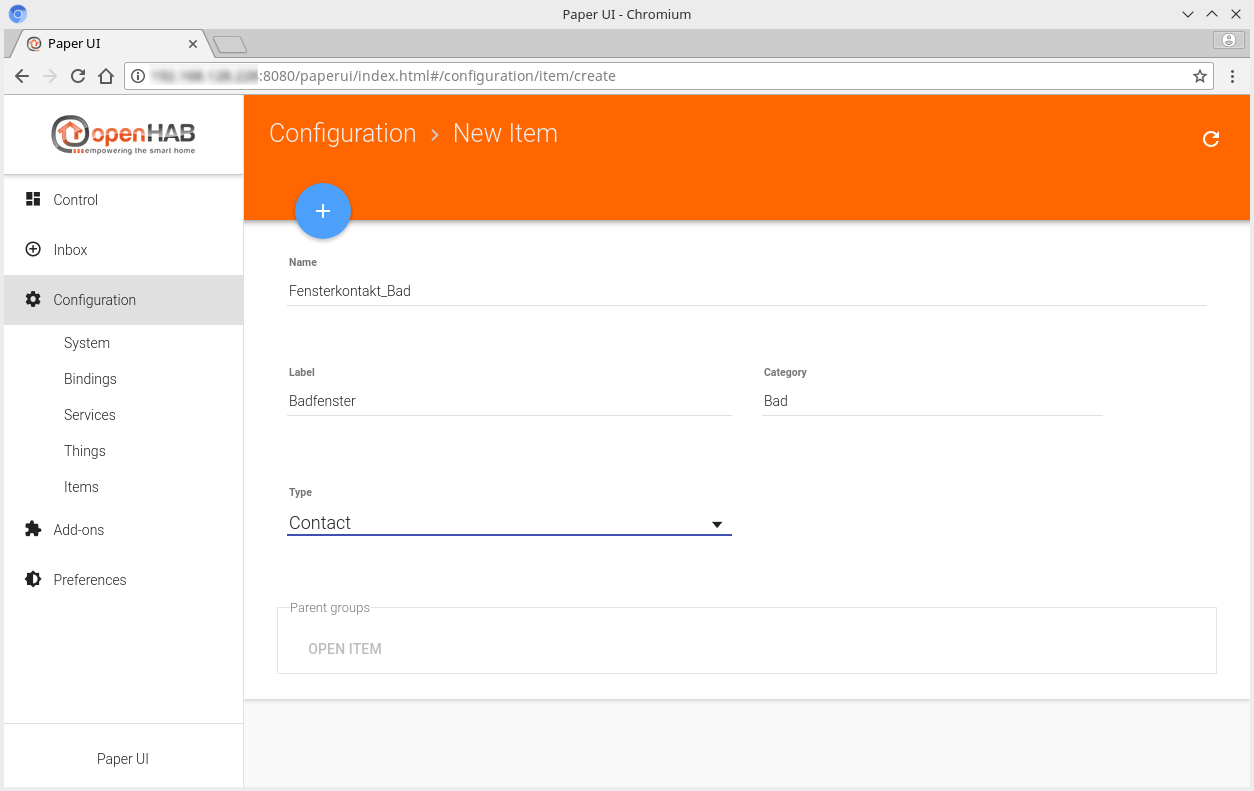 Paper UI - Chromium
Paper UI
:8080/paperui/index.html#/configuration/item/create
openHAB
empowering the smart home
Configuration > New Item
Control
Inbox
Configuration
System
Bindings
Services
Things
Items
Add-ons
Preferences
Paper UI
Name
Fensterkontakt_Bad
Label
Category
Badfenster
Bad
Type
Contact
Parent groups
OPEN ITEM